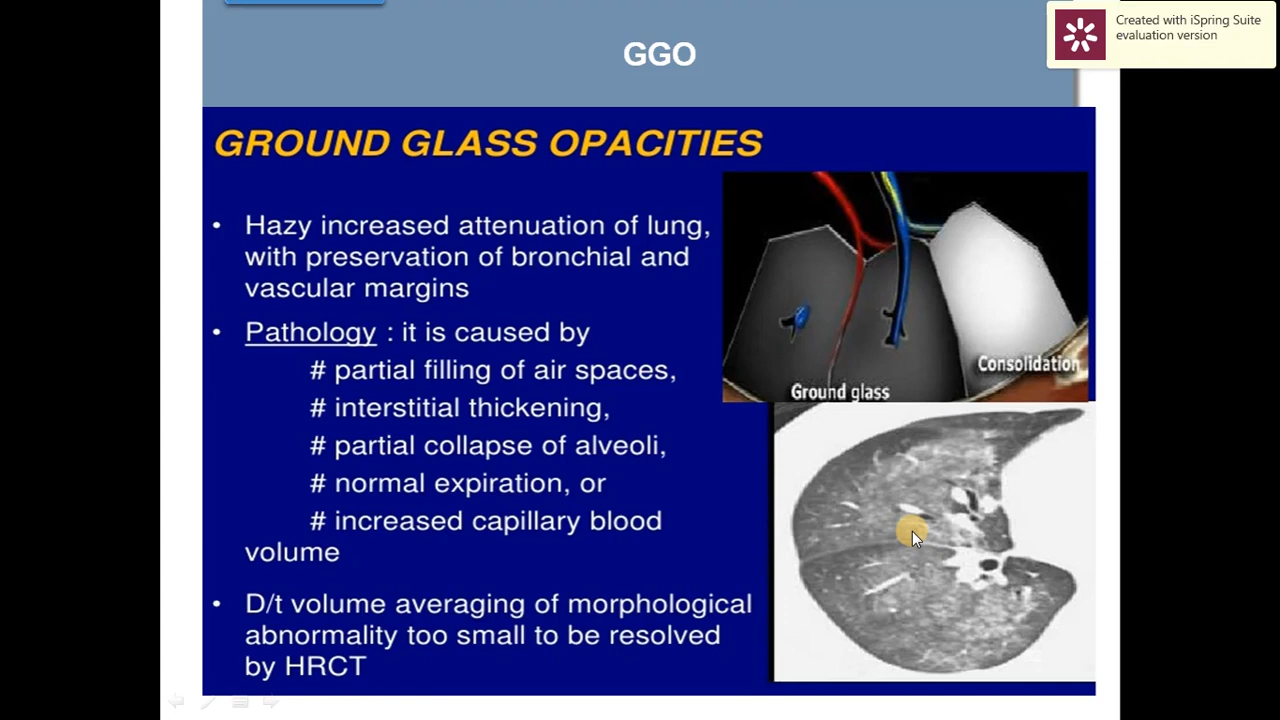 Created with iSpring Suite
evaluation version
GGO
GROUND GLASS OPACITIES
• Hazy increased attenuation of lung,
with preservation of bronchial and
vascular margins
• Pathology : it is caused by
# partial filling of air spaces,
# interstitial thickening,
# partial collapse of alveoli,
# normal expiration, or
# increased capillary blood
volume
• D/t volume averaging of morphological
abnormality too small to be resolved
by HRCT
Consolidation
Ground glass